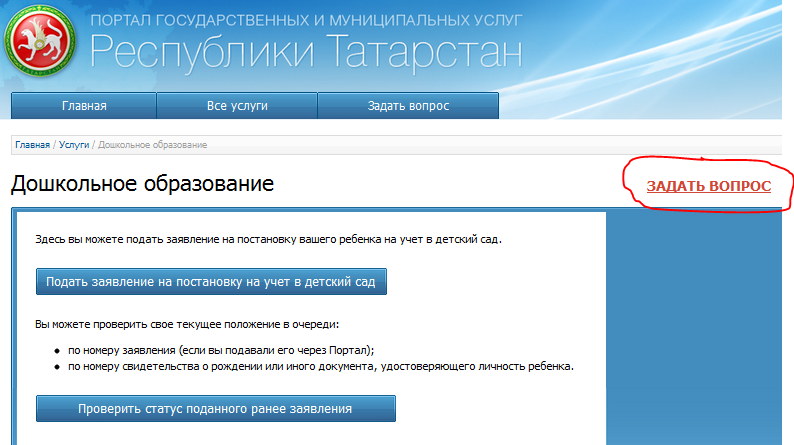 ПОРТАЛ ГОСУДАРСТВЕННЫХ И МУНИЦИПАЛЬНЫХ УСЛУГ
Республики Татарстан
Главная Все услуги Задать вопрос
Главная / Услуги / Дошкольное образование
Дошкольное образование ЗАДАТЬ ВОПРОС
Здесь вы можете подать заявление на постановку вашего ребенка на учет в детский сад.
Подать заявление на постановку на учет в детский сад
Вы можете проверить свое текущее положение в очереди:
• по номеру заявления (если вы подавали его через Портал);
• по номеру свидетельства о рождении или иного документа, удостоверяющего личность ребенка.
Проверить статус поданного ранее заявления